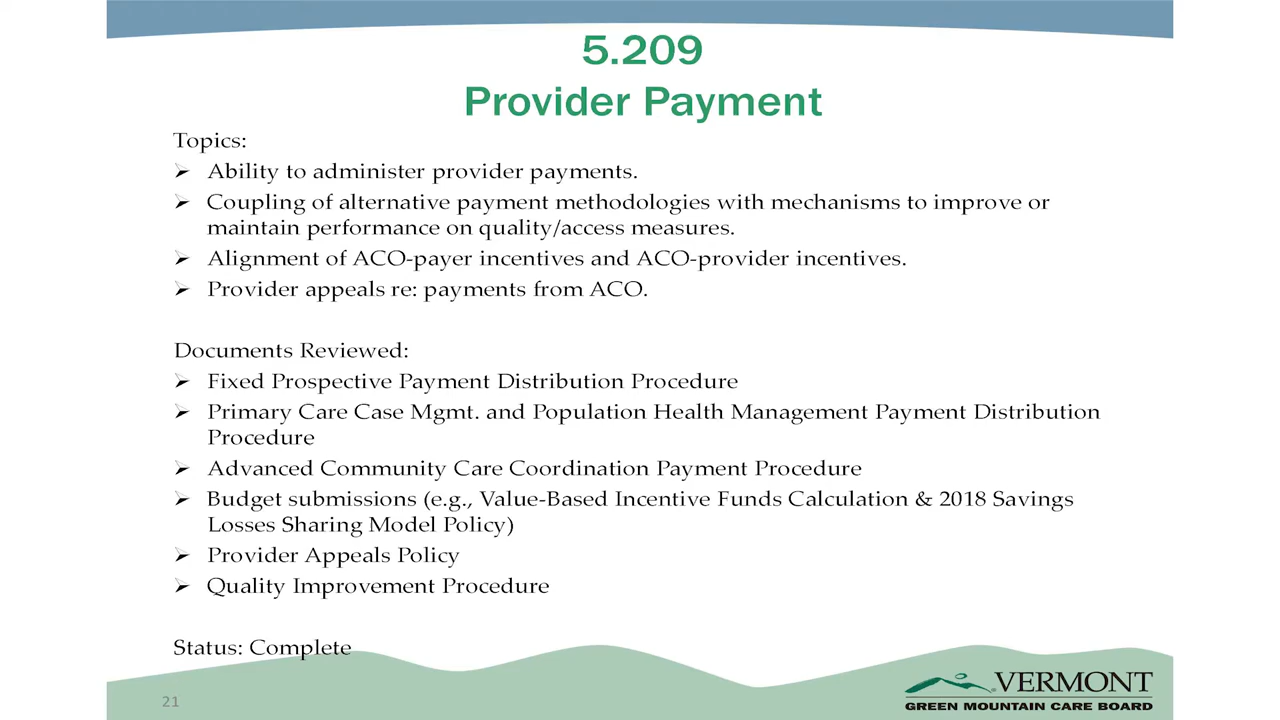 5.209
Provider Payment
Topics:
➢ Ability to administer provider payments.
➢ Coupling of alternative payment methodologies with mechanisms to improve or
maintain performance on quality/access measures.
➢ Alignment of ACO-payer incentives and ACO-provider incentives.
➢ Provider appeals re: payments from ACO.
Documents Reviewed:
➢ Fixed Prospective Payment Distribution Procedure
➢ Primary Care Case Mgmt. and Population Health Management Payment Distribution
Procedure
➢ Advanced Community Care Coordination Payment Procedure
➢ Budget submissions (e.g., Value-Based Incentive Funds Calculation & 2018 Savings
Losses Sharing Model Policy)
➢ Provider Appeals Policy
➢ Quality Improvement Procedure
Status: Complete
21
VERMONT
GREEN MOUNTAIN CARE BOARD